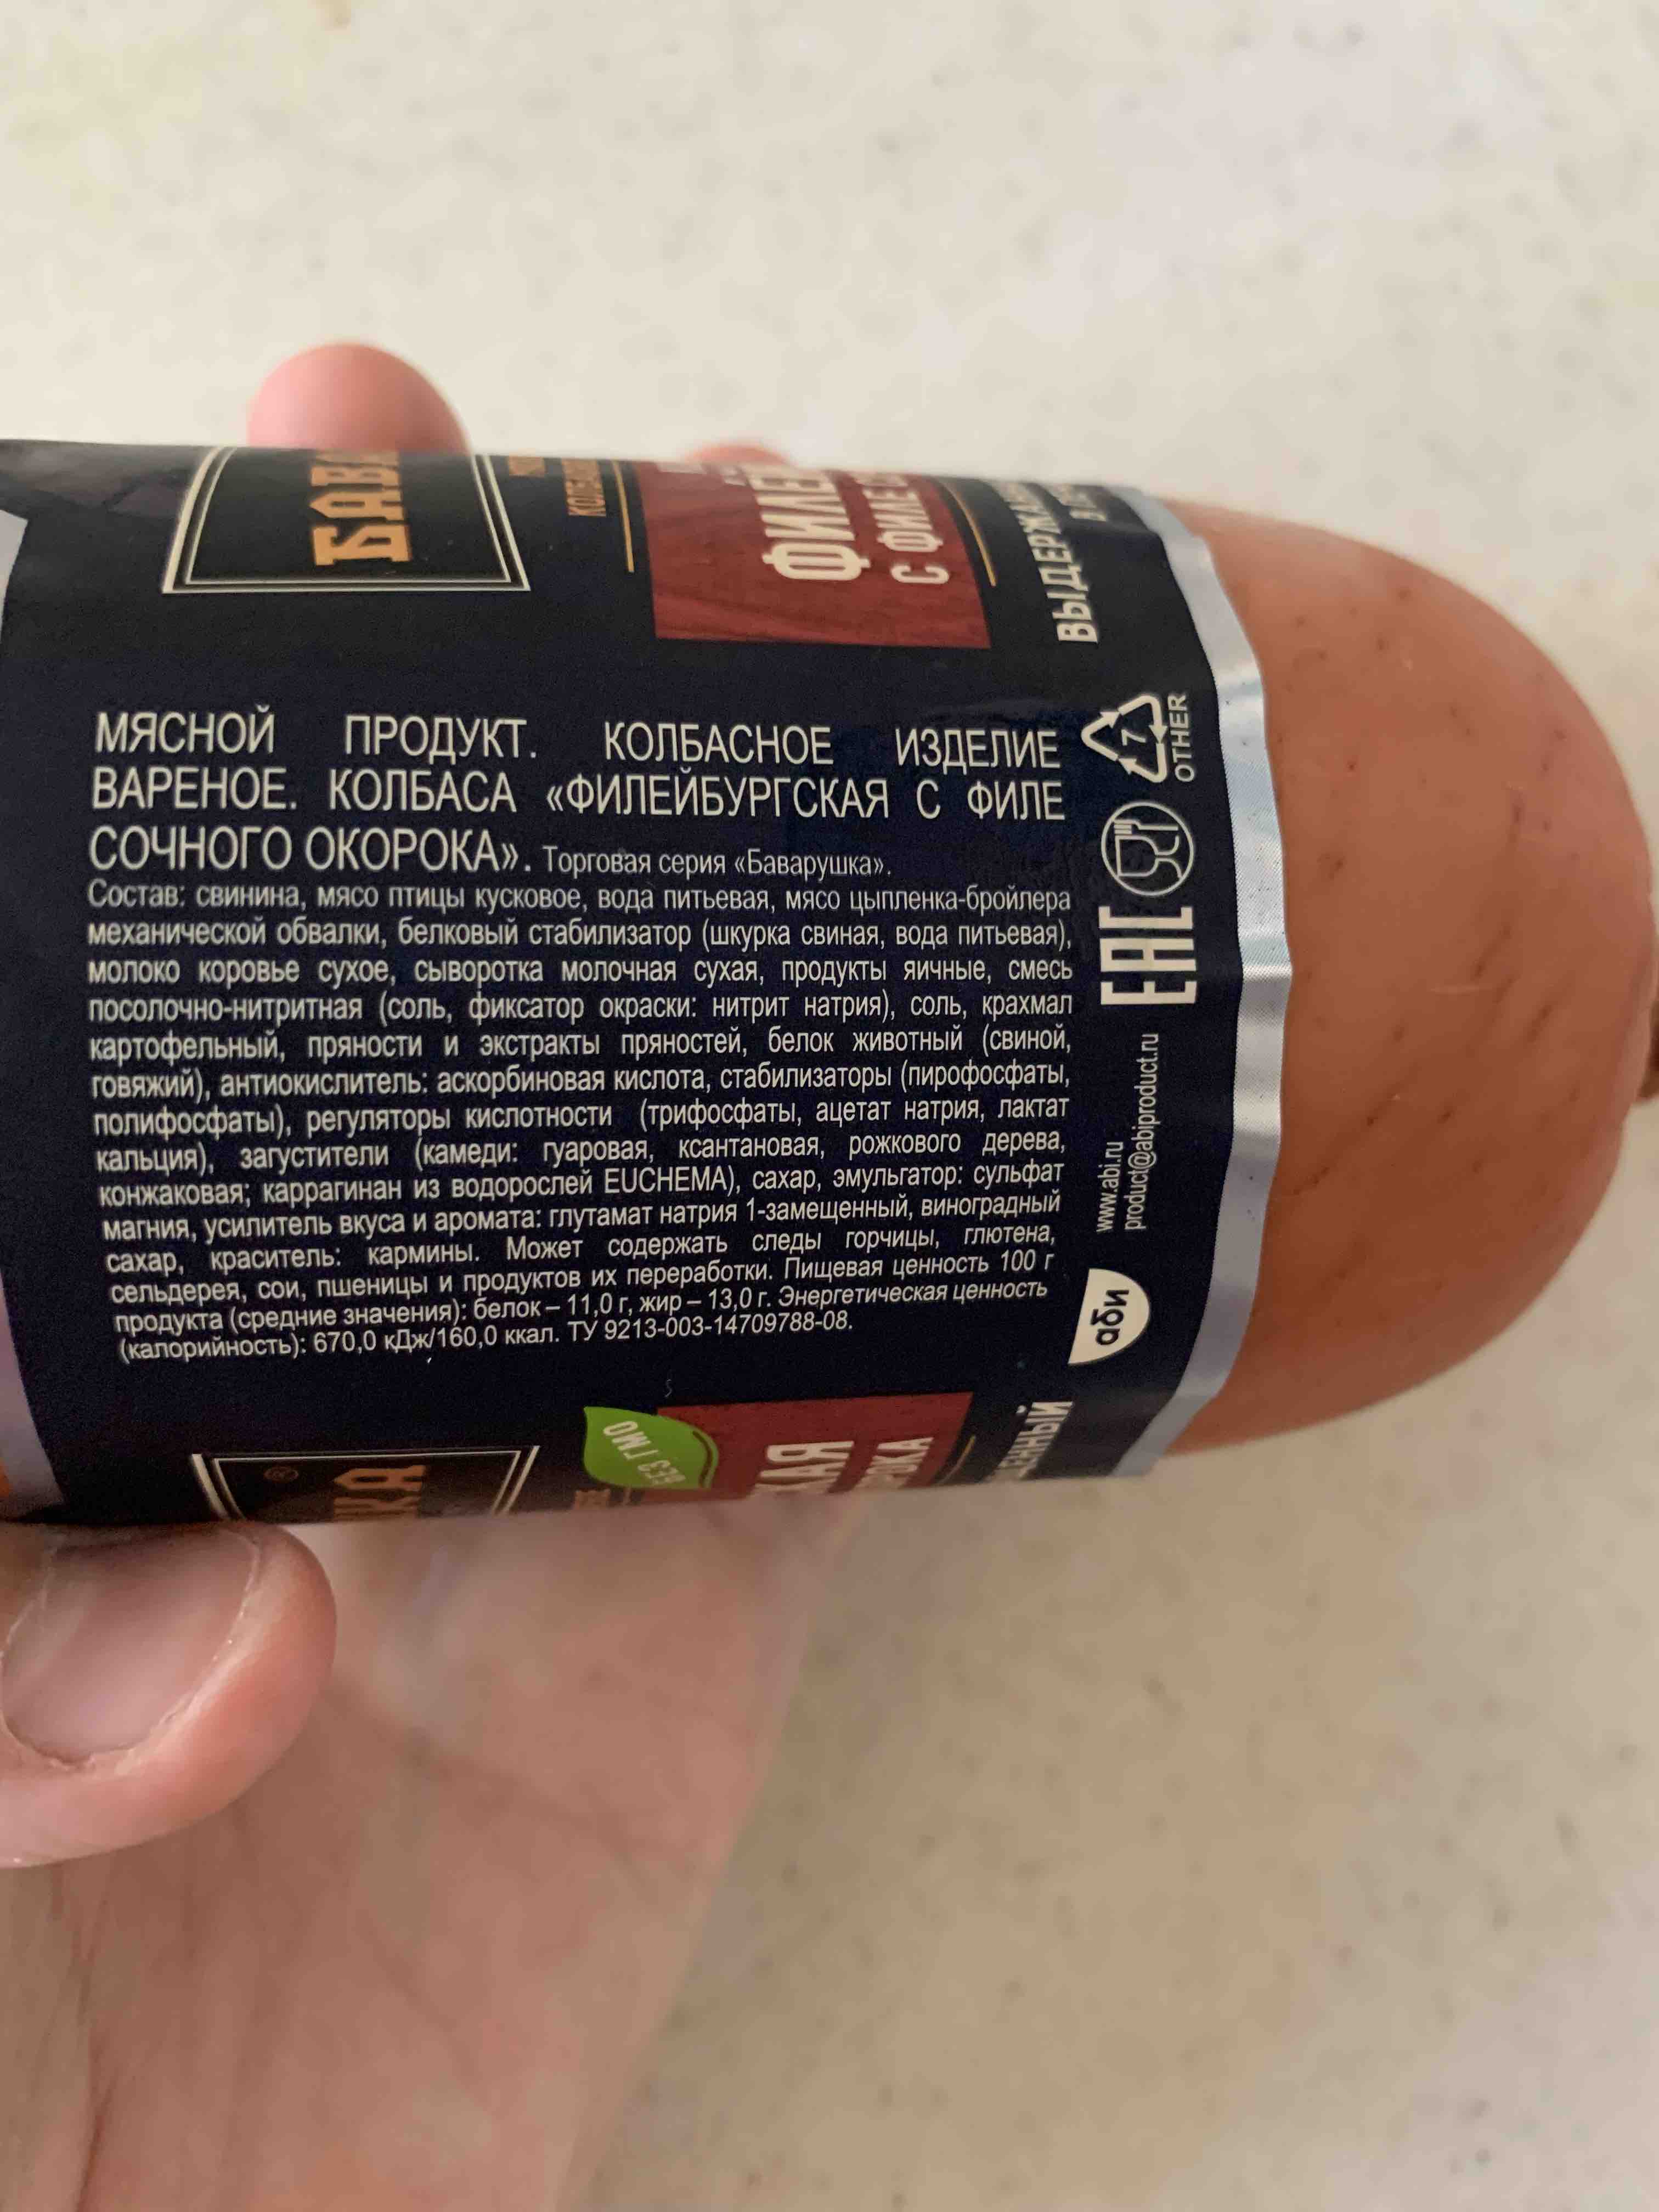 МЯСНОЙ ПРОДУКТ. КОЛБАСНОЕ ИЗДЕЛИЕ
ВАРЕНОЕ. КОЛБАСА «ФИЛЕЙБУРГСКАЯ С ФИЛЕ
СОЧНОГО ОКОРОКА». Торговая серия «Баварушка».
Состав: свинина, мясо птицы кусковое, вода питьевая, мясо цыпленка-бройлера
механической обвалки, белковый стабилизатор (шкурка свиная, вода питьевая),
молоко коровье сухое, сыворотка молочная сухая, продукты яичные, смесь
посолочно-нитритная (соль, фиксатор окраски: нитрит натрия), соль, крахмал
картофельный, пряности и экстракты пряностей, белок животный (свиной,
говяжий), антиокислитель: аскорбиновая кислота, стабилизаторы (пирофосфаты,
полифосфаты), регуляторы кислотности (трифосфаты, ацетат натрия, лактат
кальция), загустители (камеди: гуаровая, ксантановая, рожкового дерева,
конжаковая; каррагинан из водорослей EUCHEMA), сахар, эмульгатор: сульфат
магния, усилитель вкуса и аромата: глутамат натрия 1-замещенный, виноградный
сахар, краситель: кармины. Может содержать следы горчицы, глютена,
сельдерея, сои, пшеницы и продуктов их переработки. Пищевая ценность 100 г
продукта (средние значения): белок – 11,0 г, жир – 13,0 г. Энергетическая ценность
(калорийность): 670,0 кДж/160,0 ккал. ТУ 9213-003-14709788-08.
7
OTHER
EAC
www.abi.ru
product@abiproduct.ru
аби
БАВ
ФИЛЕЙ
С ФИЛЕ
БЕЗ ГМО
КАЯ